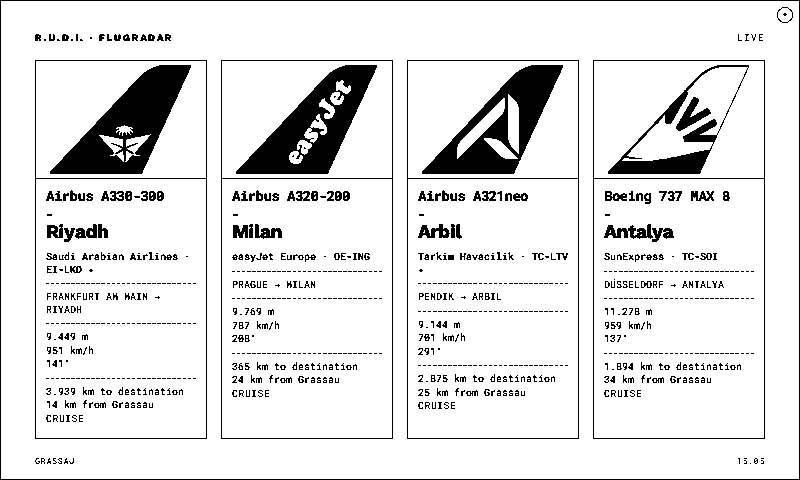 R.U.D.I. · FLUGRADAR
LIVE
Airbus A330-300
–
Riyadh
Saudi Arabian Airlines ·
EI-LKD ✦
FRANKFURT AM MAIN →
RIYADH
9.449 m
951 km/h
141°
3.939 km to destination
14 km from Grassau
CRUISE
easyJet
Airbus A320-200
–
Milan
easyJet Europe · OE-ING
PRAGUE → MILAN
9.769 m
787 km/h
208°
365 km to destination
24 km from Grassau
CRUISE
Airbus A321neo
–
Arbil
Tarkim Havacilik · TC-LTV
✦
PENDIK → ARBIL
9.144 m
701 km/h
291°
2.875 km to destination
25 km from Grassau
CRUISE
Boeing 737 MAX 8
–
Antalya
SunExpress · TC-SOI
DÜSSELDORF → ANTALYA
11.278 m
959 km/h
137°
1.894 km to destination
34 km from Grassau
CRUISE
GRASSAU
15.05